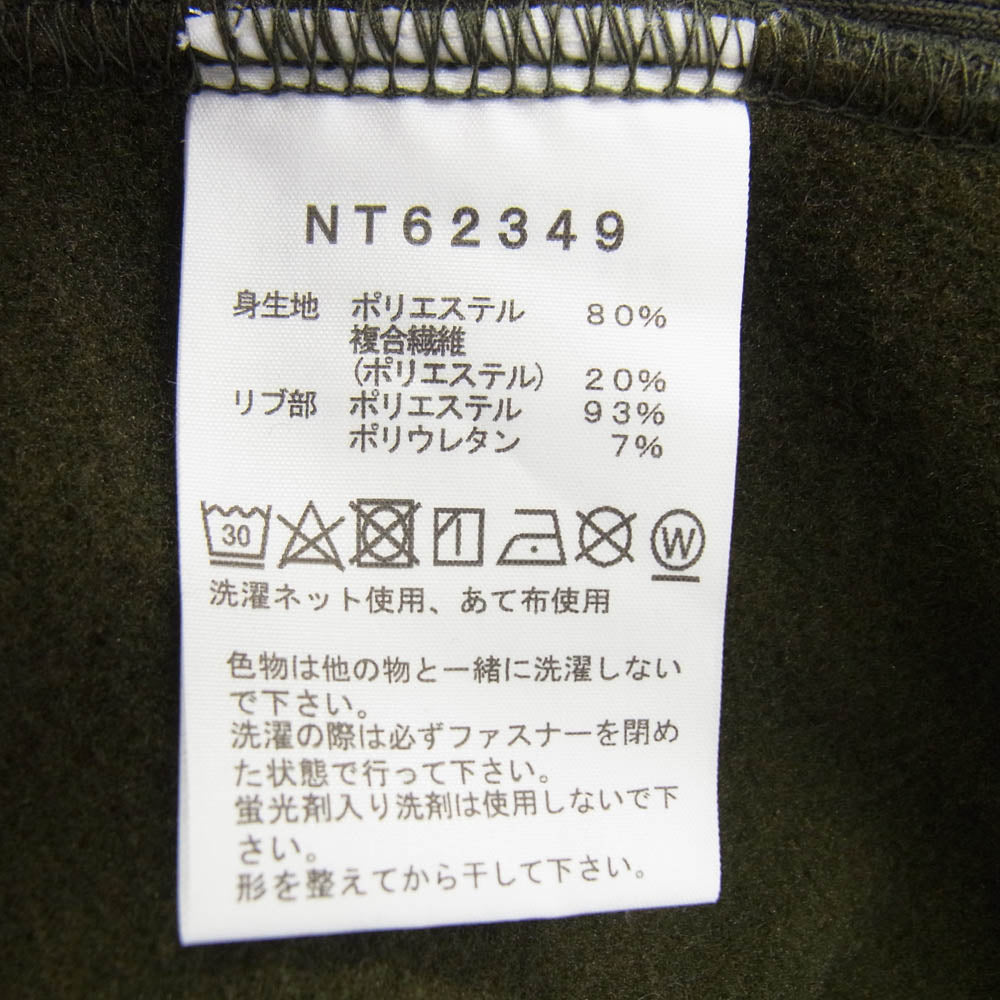 NT62349
身生地 ポリエステル 80%
複合繊維
(ポリエステル) 20%
リブ部 ポリエステル 93%
ポリウレタン 7%
30 W
洗濯ネット使用、あて布使用
色物は他の物と一緒に洗濯しない
で下さい。
洗濯の際は必ずファスナーを閉め
た状態で行って下さい。
蛍光剤入り洗剤は使用しないで下
さい。
形を整えてから干して下さい。